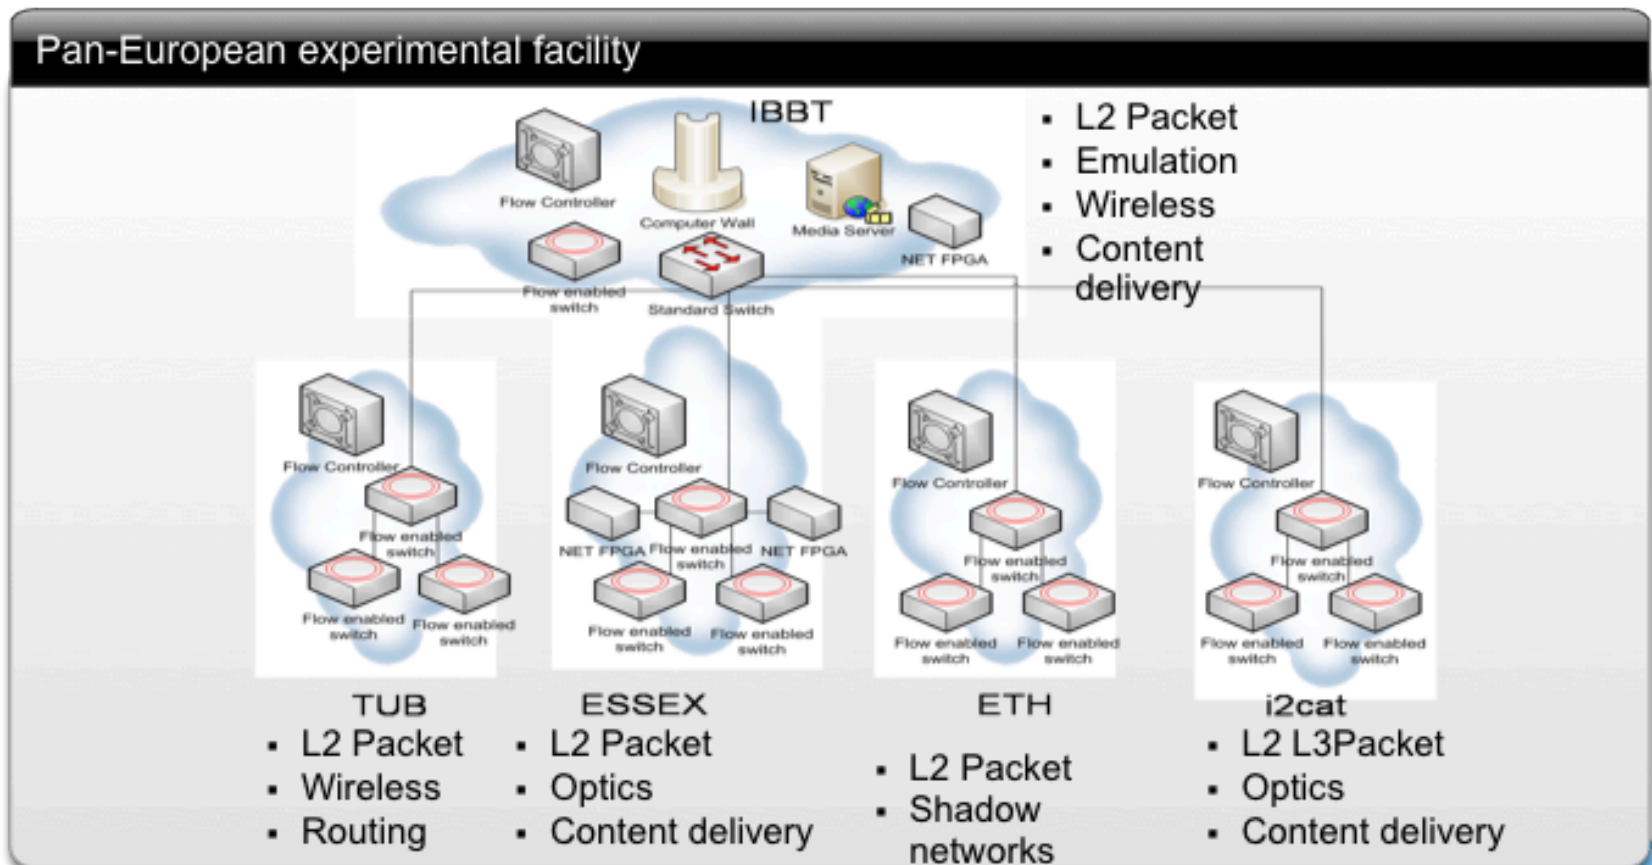 Pan-European experimental facility
IBBT
Flow Controller
Computer Wall
Media Server
NET FPGA
Flow enabled
switch
Standard Switch
▪ L2 Packet
▪ Emulation
▪ Wireless
▪ Content
delivery
Flow Controller
Flow enabled
switch
Flow enabled
switch
Flow enabled
switch
TUB
▪ L2 Packet
▪ Wireless
▪ Routing
Flow Controller
NET FPGA
Flow enabled
switch
NET FPGA
Flow enabled
switch
Flow enabled
switch
ESSEX
▪ L2 Packet
▪ Optics
▪ Content delivery
Flow Controller
Flow enabled
switch
Flow enabled
switch
Flow enabled
switch
ETH
▪ L2 Packet
▪ Shadow
networks
Flow Controller
Flow enabled
switch
Flow enabled
switch
Flow enabled
switch
i2cat
▪ L2 L3Packet
▪ Optics
▪ Content delivery